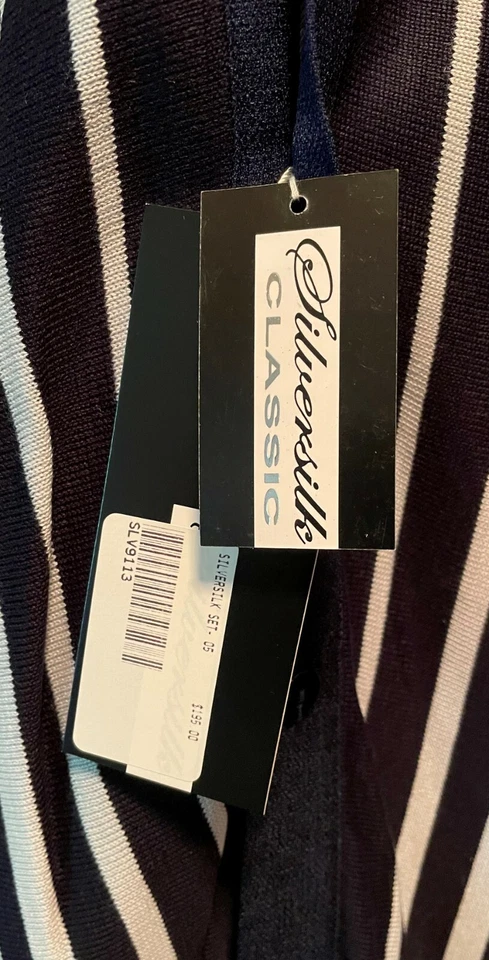 Silversilk
CLASSIC
SILVERSILK SET- 05
$195.00
SLV9113